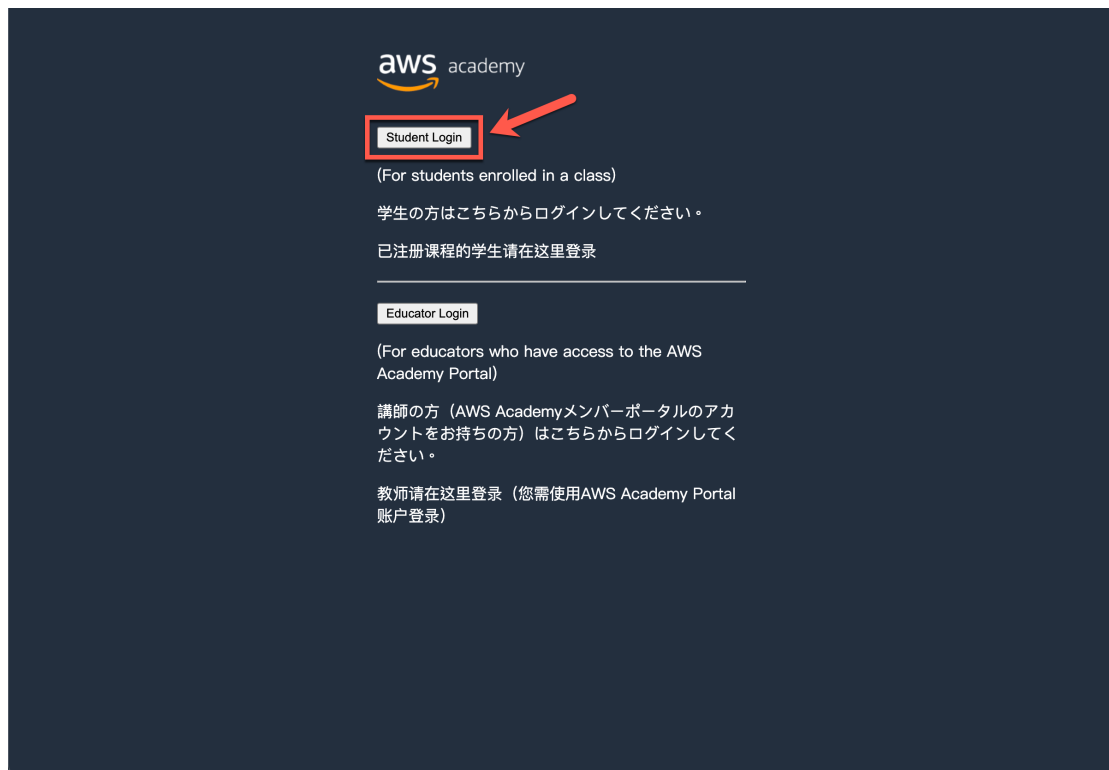 aws academy
Student Login
(For students enrolled in a class)
学生の方はこちらからログインしてください。
已注册课程的学生请在这里登录
Educator Login
(For educators who have access to the AWS
Academy Portal)
講師の方（AWS Academyメンバーポータルのアカ
ウントをお持ちの方）はこちらからログインしてく
ださい。
教师请在这里登录（您需使用AWS Academy Portal
账户登录）